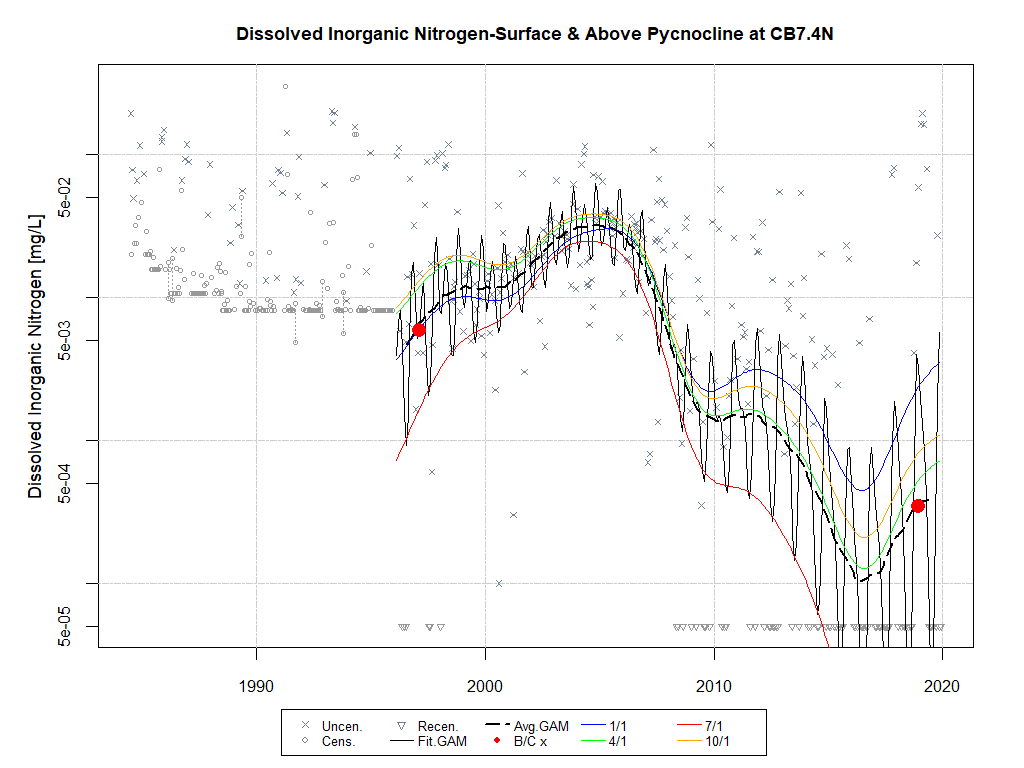 Dissolved Inorganic Nitrogen-Surface & Above Pycnocline at CB7.4N
Dissolved Inorganic Nitrogen [mg/L]
5e-02
5e-03
5e-04
5e-05
1990 2000 2010 2020
Uncen. Recen. Avg.GAM 1/1 7/1
Cens. Fit.GAM B/C x 4/1 10/1